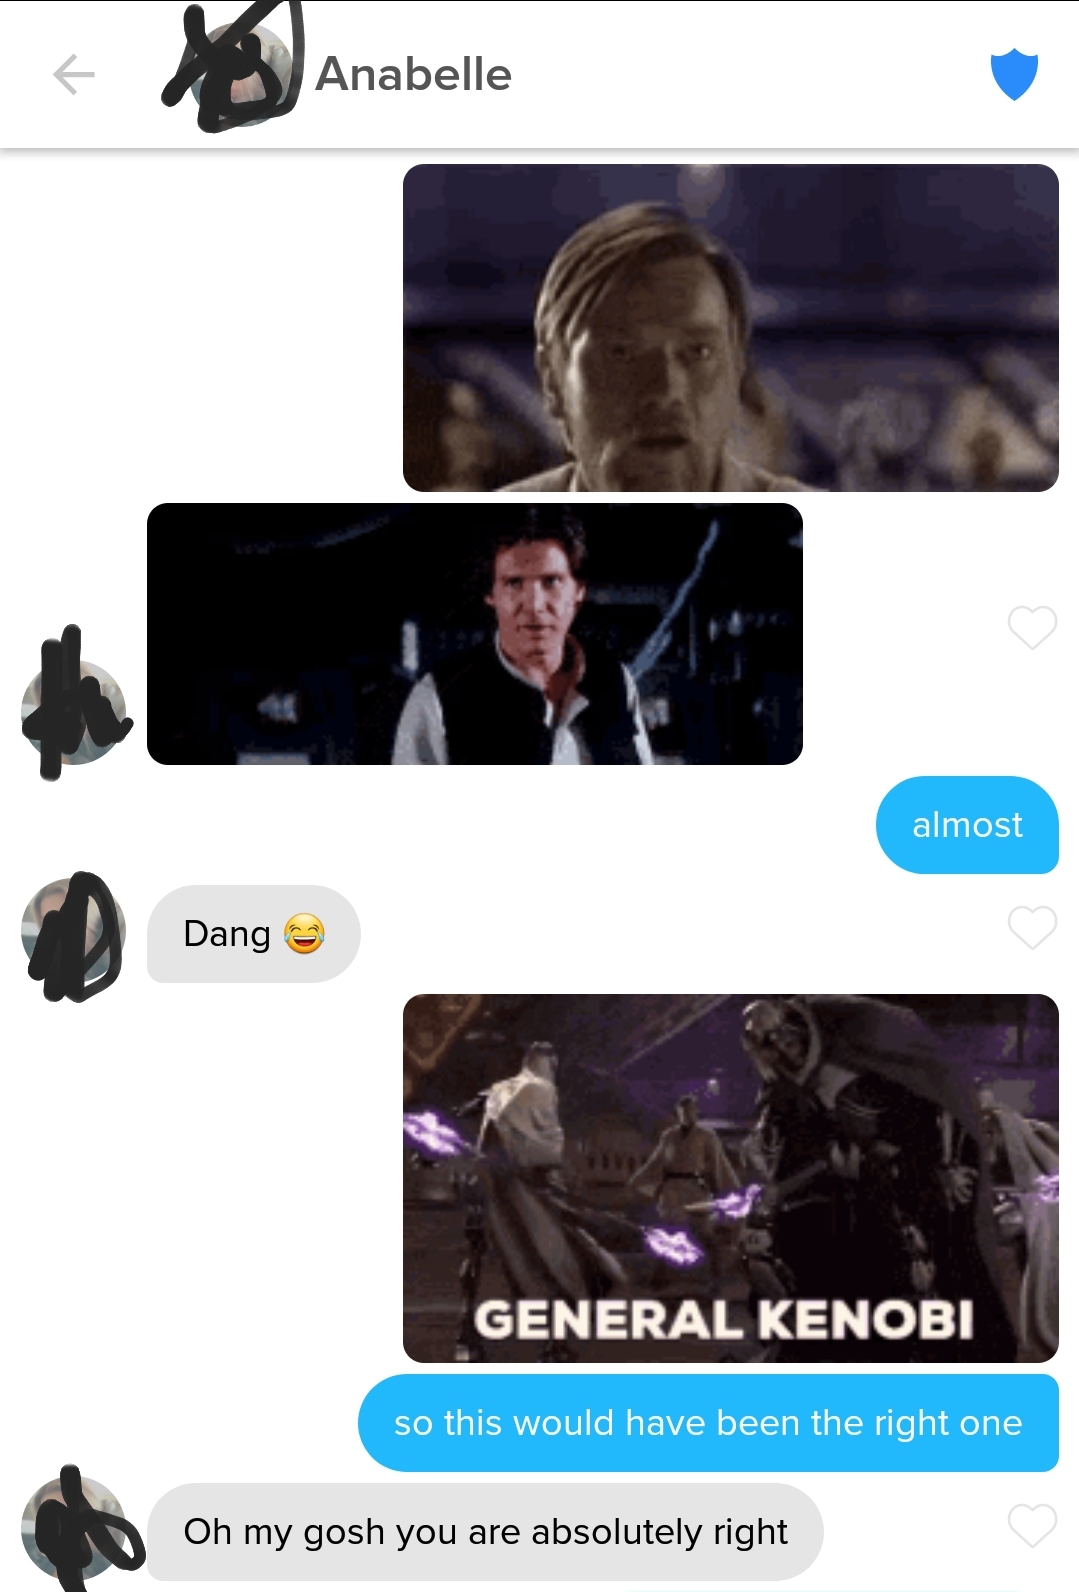 Anabelle
almost
Dang 😂
GENERAL KENOBI
so this would have been the right one
Oh my gosh you are absolutely right